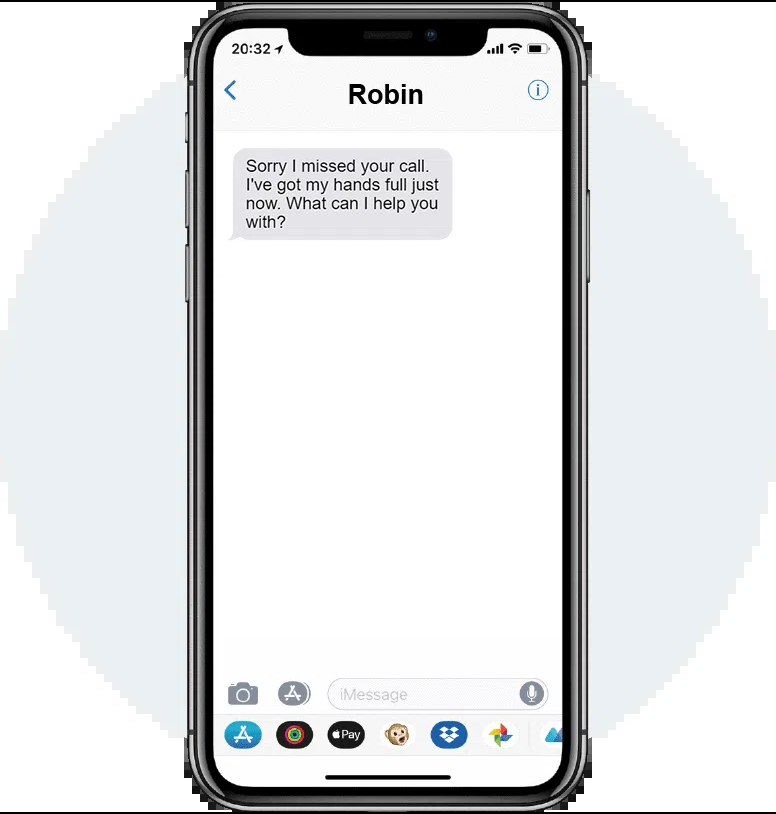 20:32
Robin
Sorry I missed your call.
I've got my hands full just
now. What can I help you
with?
iMessage
Pay